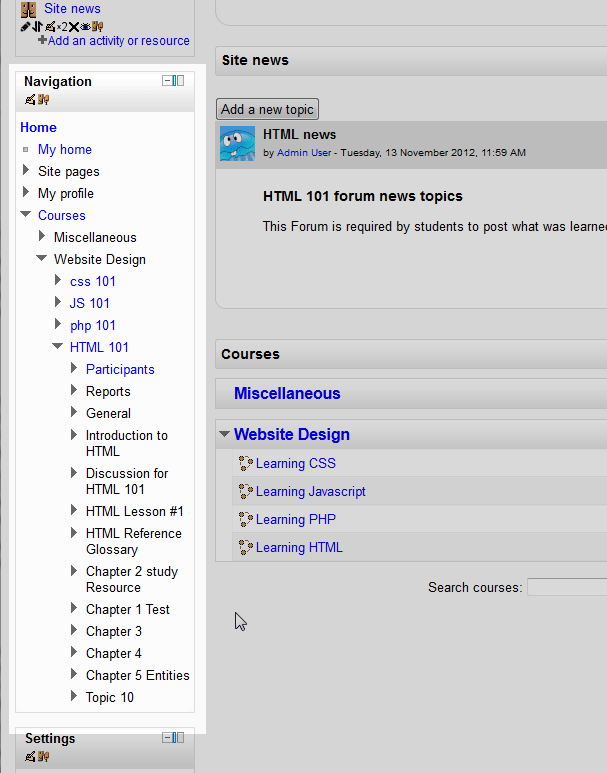 Site news
×2
Add an activity or resource
Navigation
Home
My home
Site pages
My profile
Courses
Miscellaneous
Website Design
css 101
JS 101
php 101
HTML 101
Participants
Reports
General
Introduction to
HTML
Discussion for
HTML 101
HTML Lesson #1
HTML Reference
Glossary
Chapter 2 study
Resource
Chapter 1 Test
Chapter 3
Chapter 4
Chapter 5 Entities
Topic 10
Settings
Site news
Add a new topic
HTML news
by Admin User - Tuesday, 13 November 2012, 11:59 AM
HTML 101 forum news topics
This Forum is required by students to post what was learne
Courses
Miscellaneous
Website Design
Learning CSS
Learning Javascript
Learning PHP
Learning HTML
Search courses: